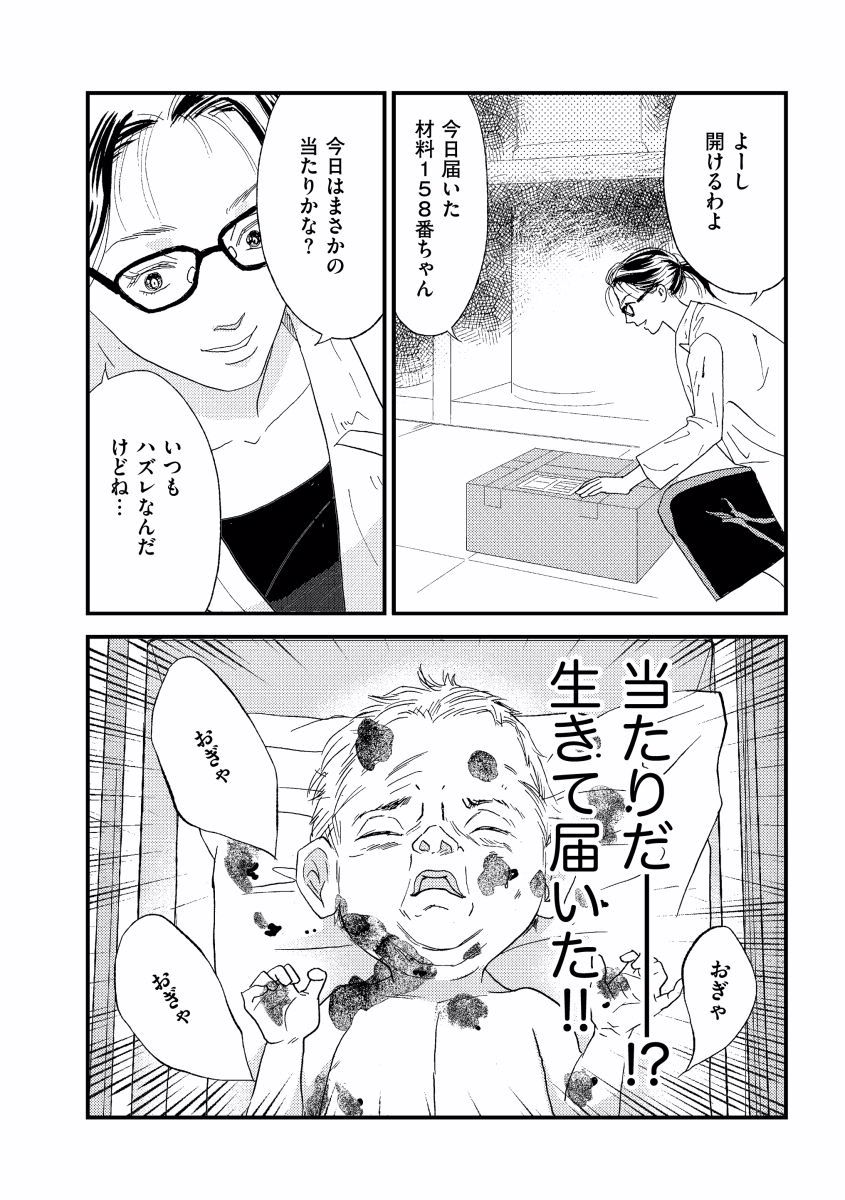 よーし
開けるわよ
今日届いた
材料158番ちゃん
今日はまさかの
当たりかな?
いつも
ハズレなんだ
けどね…
当たりだ――!?
生きて届いた!!
おぎゃ
おぎゃ
おぎゃ